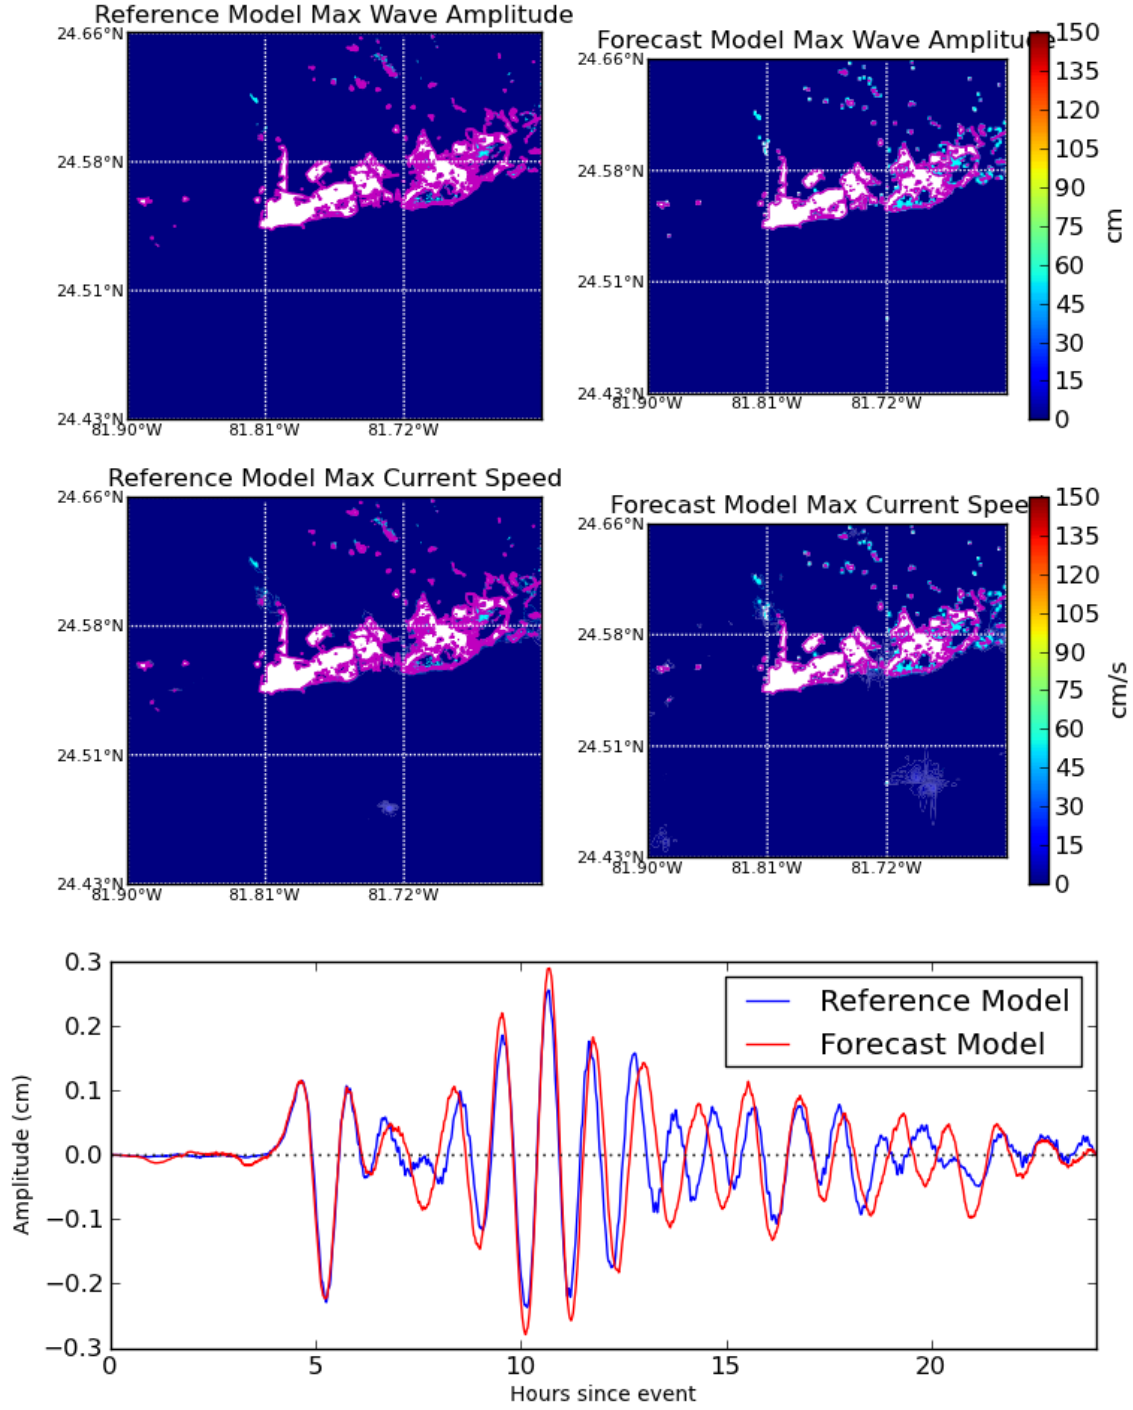 Reference Model Max Wave Amplitude
24.66°N
24.58°N
24.51°N
24.43°N
81.90°W 81.81°W 81.72°W
Forecast Model Max Wave Amplitude
24.66°N
24.58°N
24.51°N
24.43°N
81.90°W 81.81°W 81.72°W
150
135
120
105
90
75
60
45
30
15
0
cm
Reference Model Max Current Speed
24.66°N
24.58°N
24.51°N
24.43°N
81.90°W 81.81°W 81.72°W
Forecast Model Max Current Speed
24.66°N
24.58°N
24.51°N
24.43°N
81.90°W 81.81°W 81.72°W
150
135
120
105
90
75
60
45
30
15
0
cm/s
Amplitude (cm)
0.3
0.2
0.1
0.0
−0.1
−0.2
−0.3
Reference Model
Forecast Model
0 5 10 15 20
Hours since event